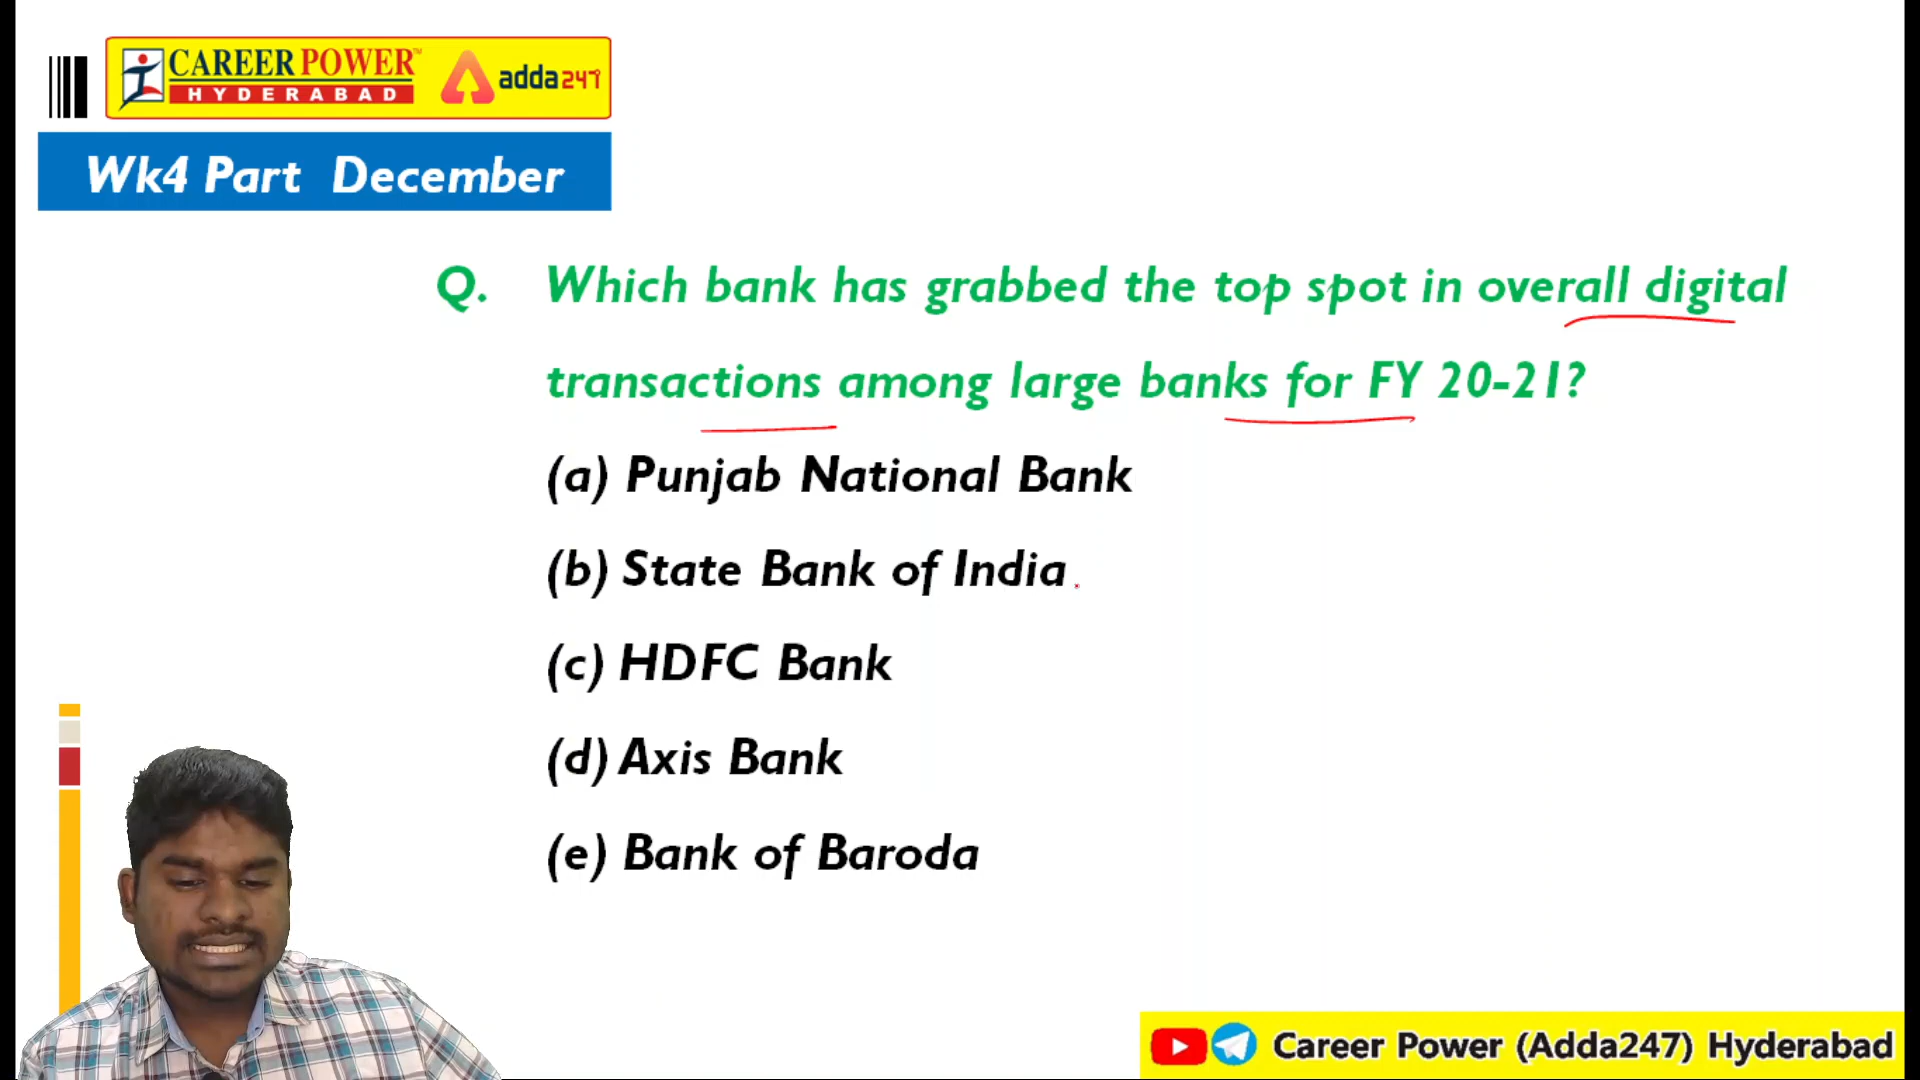 CAREER POWER™
HYDERABAD
adda247
Wk4 Part December
Q. Which bank has grabbed the top spot in overall digital
transactions among large banks for FY 20-21?
(a) Punjab National Bank
(b) State Bank of India
(c) HDFC Bank
(d) Axis Bank
(e) Bank of Baroda
Career Power (Adda247) Hyderabad